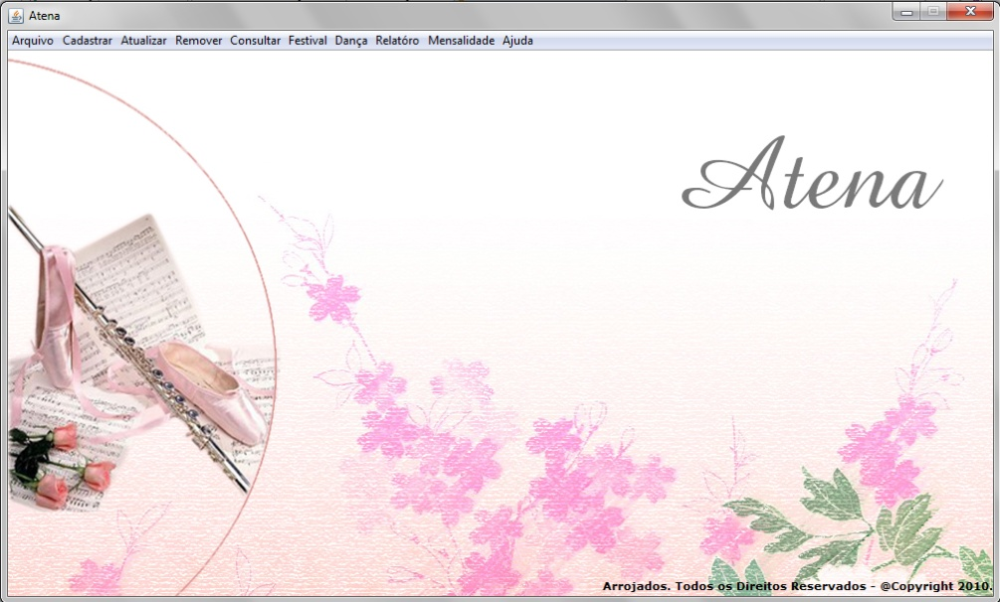 Atena
Arquivo Cadastrar Atualizar Remover Consultar Festival Dança Relatóro Mensalidade Ajuda
Atena
Arrojados. Todos os Direitos Reservados - @Copyright 2010.